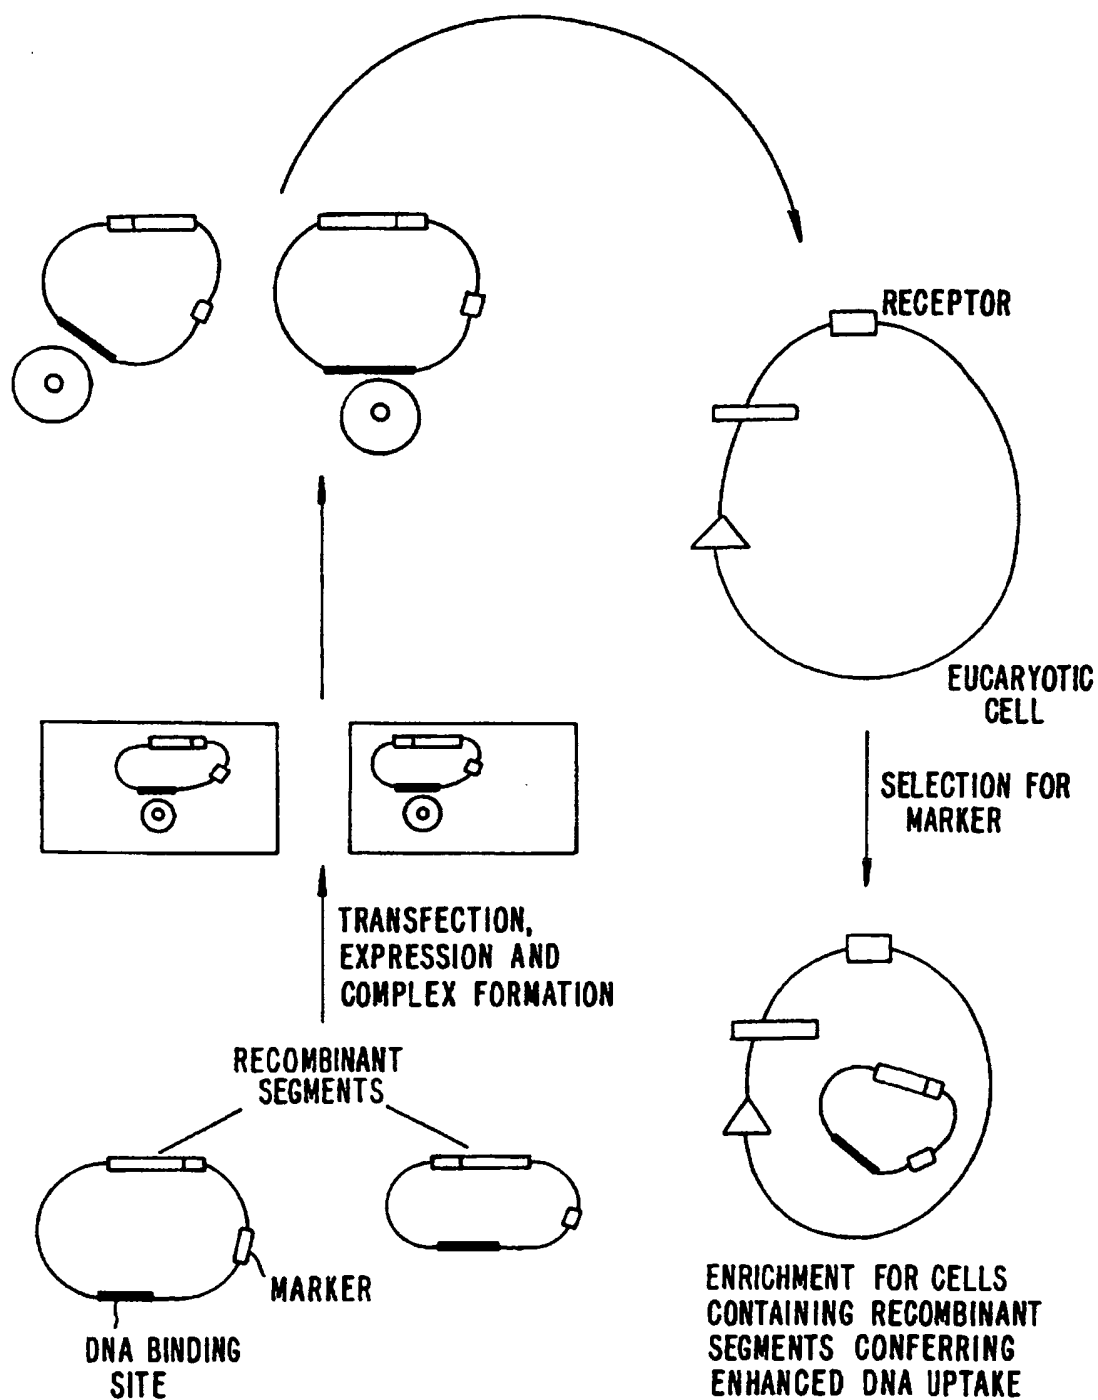 RECEPTOR
EUCARYOTIC
CELL
SELECTION FOR
MARKER
TRANSFECTION,
EXPRESSION AND
COMPLEX FORMATION
RECOMBINANT
SEGMENTS
MARKER
DNA BINDING
SITE
ENRICHMENT FOR CELLS
CONTAINING RECOMBINANT
SEGMENTS CONFERRING
ENHANCED DNA UPTAKE